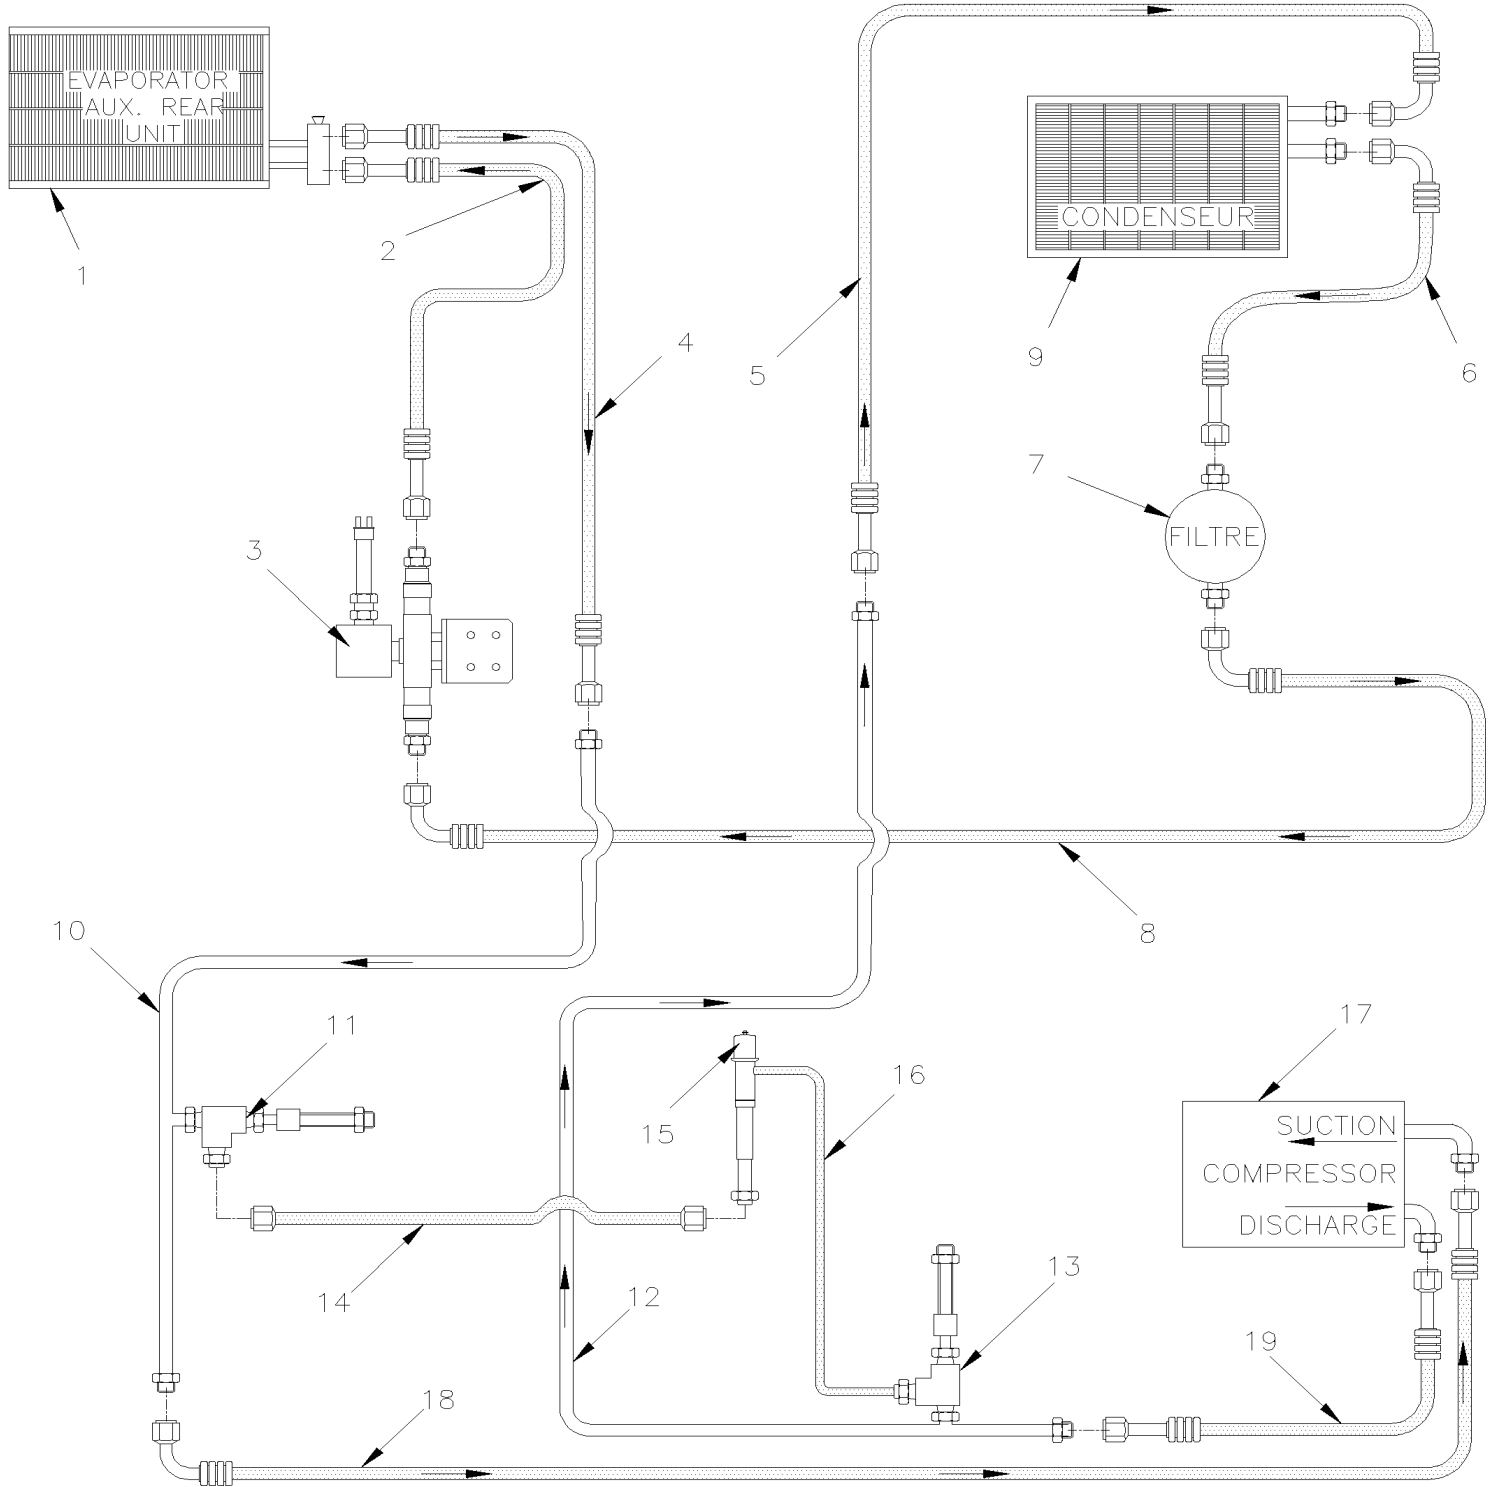 EVAPORATOR
AUX. REAR
UNIT
1
2
3
4
5
CONDENSEUR
9
6
7
FILTRE
8
10
11
12
13
14
15
16
17
SUCTION
COMPRESSOR
DISCHARGE
18
19